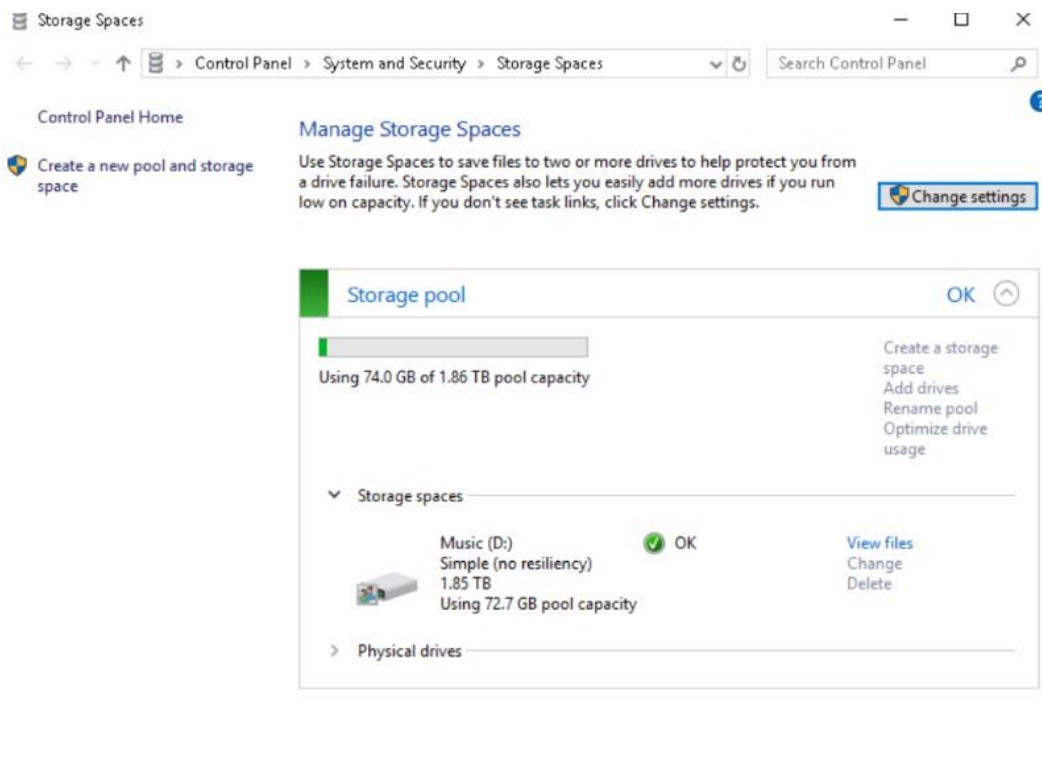 Storage Spaces
Control Panel > System and Security > Storage Spaces
Search Control Panel
Control Panel Home
Create a new pool and storage
space
Manage Storage Spaces
Use Storage Spaces to save files to two or more drives to help protect you from
a drive failure. Storage Spaces also lets you easily add more drives if you run
low on capacity. If you don't see task links, click Change settings.
Change settings
Storage pool
OK
Using 74.0 GB of 1.86 TB pool capacity
Create a storage
space
Add drives
Rename pool
Optimize drive
usage
Storage spaces
Music (D:)
Simple (no resiliency)
1.85 TB
Using 72.7 GB pool capacity
OK
View files
Change
Delete
Physical drives